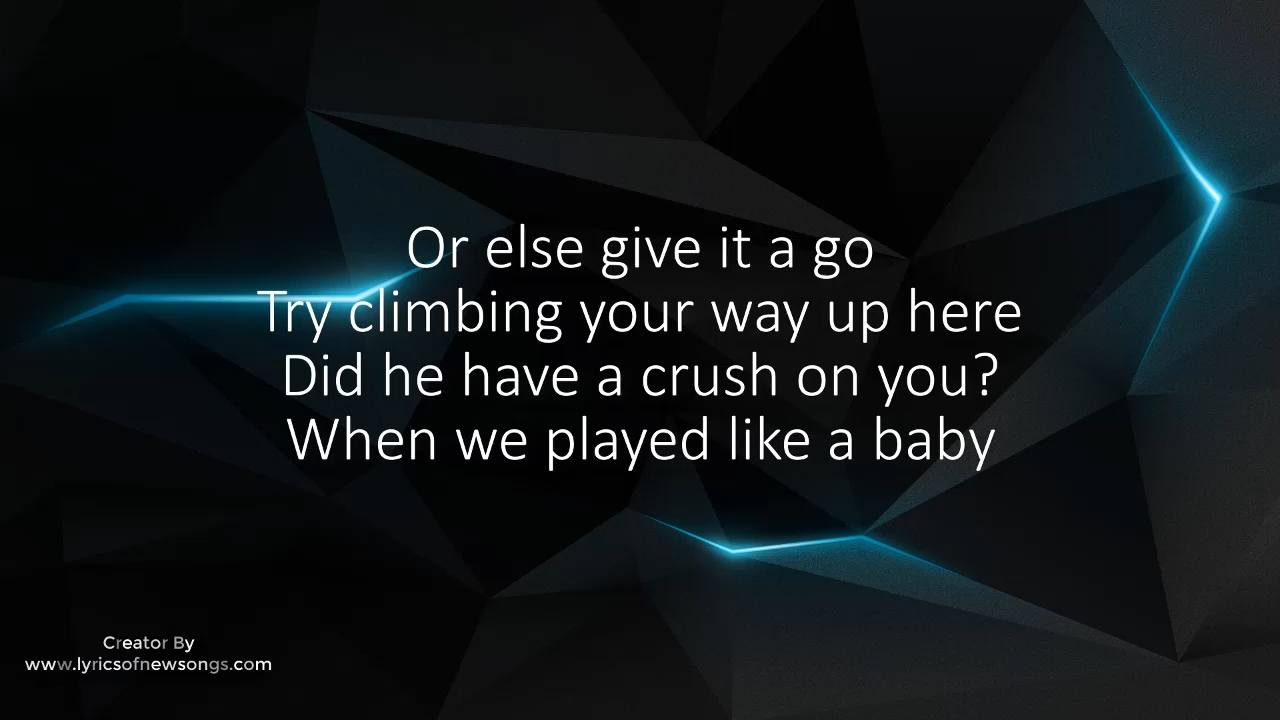 Or else give it a go
Try climbing your way up here
Did he have a crush on you?
When we played like a baby
Creator By
www.lyricsofnewsongs.com